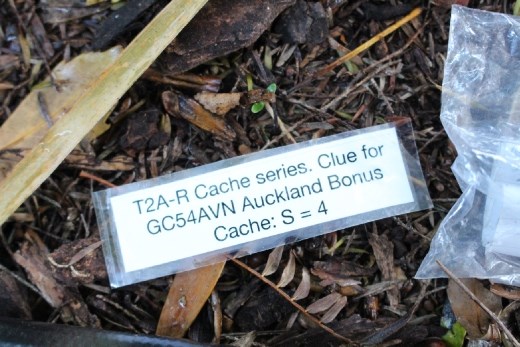 T2A-R Cache series. Clue for
GC54AVN Auckland Bonus
Cache: S = 4